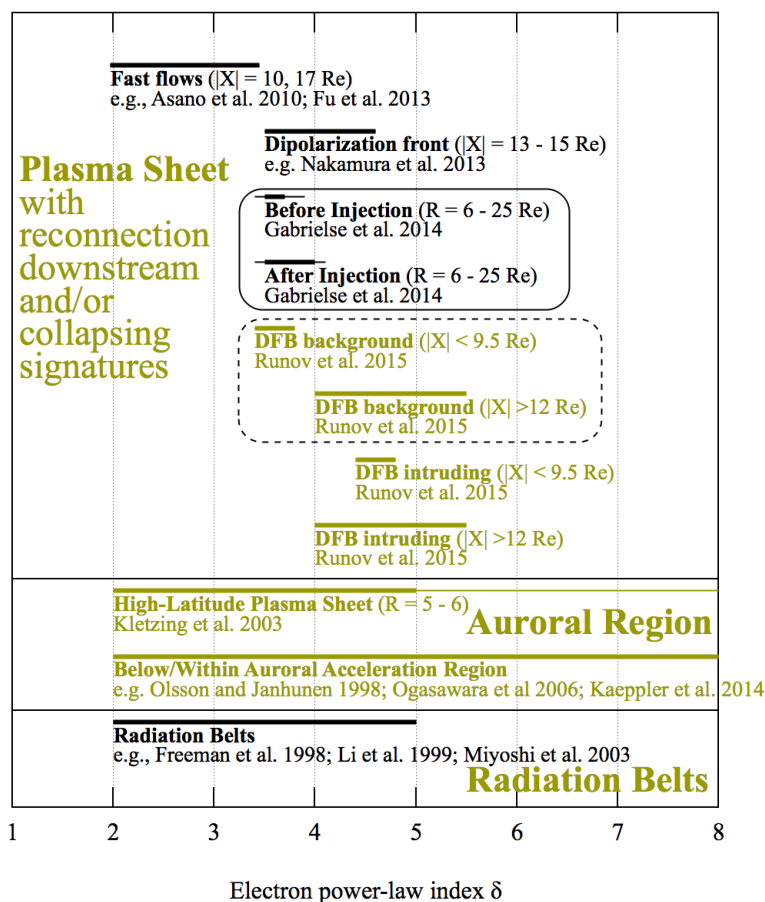 Fast flows (|X| = 10, 17 Re)
e.g., Asano et al. 2010; Fu et al. 2013
Dipolarization front (|X| = 13 - 15 Re)
e.g. Nakamura et al. 2013
Plasma Sheet
with
reconnection
downstream
and/or
collapsing
signatures
Before Injection (R = 6 - 25 Re)
Gabrielse et al. 2014
After Injection (R = 6 - 25 Re)
Gabrielse et al. 2014
DFB background (|X| < 9.5 Re)
Runov et al. 2015
DFB background (|X| >12 Re)
Runov et al. 2015
DFB intruding (|X| < 9.5 Re)
Runov et al. 2015
DFB intruding (|X| >12 Re)
Runov et al. 2015
High-Latitude Plasma Sheet (R = 5 - 6)
Kletzing et al. 2003
Auroral Region
Below/Within Auroral Acceleration Region
e.g. Olsson and Janhunen 1998; Ogasawara et al 2006; Kaeppler et al. 2014
Radiation Belts
e.g., Freeman et al. 1998; Li et al. 1999; Miyoshi et al. 2003
Radiation Belts
1 2 3 4 5 6 7 8
Electron power-law index δ